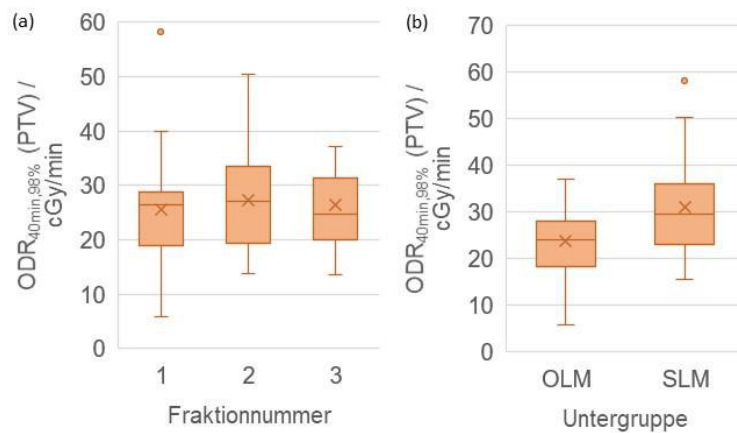 (a)
ODR40min,98% (PTV) /
cGy/min
60
50
40
30
20
10
0
1 2 3
Fraktionnummer
(b)
ODR40min,98% (PTV) /
cGy/min
70
60
50
40
30
20
10
0
OLM SLM
Untergruppe